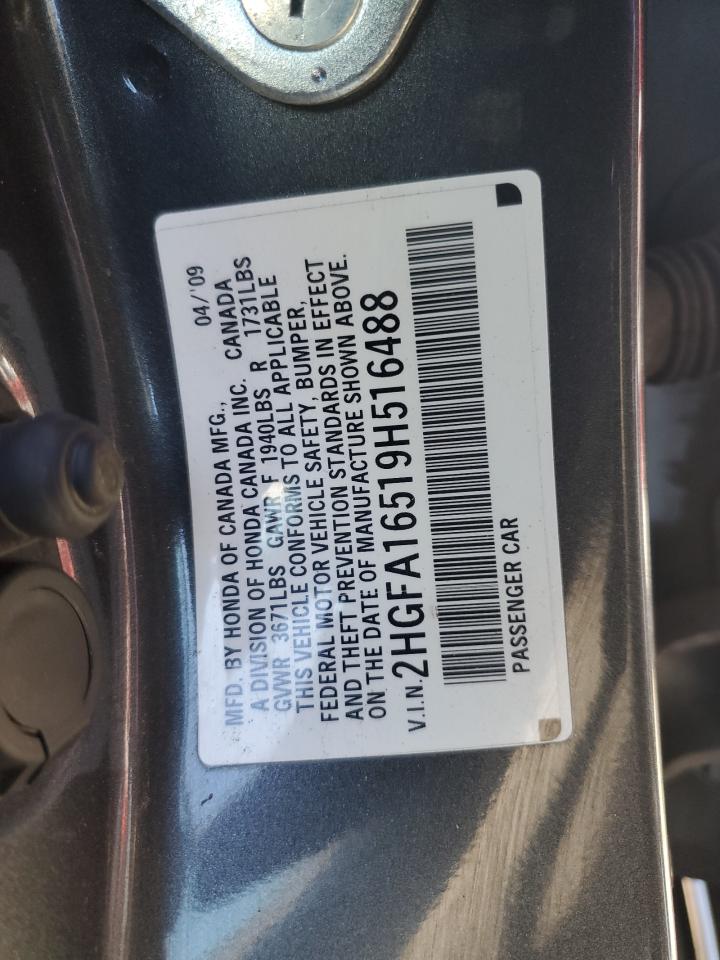 04/'09
MFD. BY HONDA OF CANADA MFG.,
A DIVISION OF HONDA CANADA INC. CANADA
GVWR 3671LBS GAWR F 1940LBS R 1731LBS
THIS VEHICLE CONFORMS TO ALL APPLICABLE
FEDERAL MOTOR VEHICLE SAFETY, BUMPER,
AND THEFT PREVENTION STANDARDS IN EFFECT
ON THE DATE OF MANUFACTURE SHOWN ABOVE.
V.I.N. 2HGFA16519H516488
PASSENGER CAR